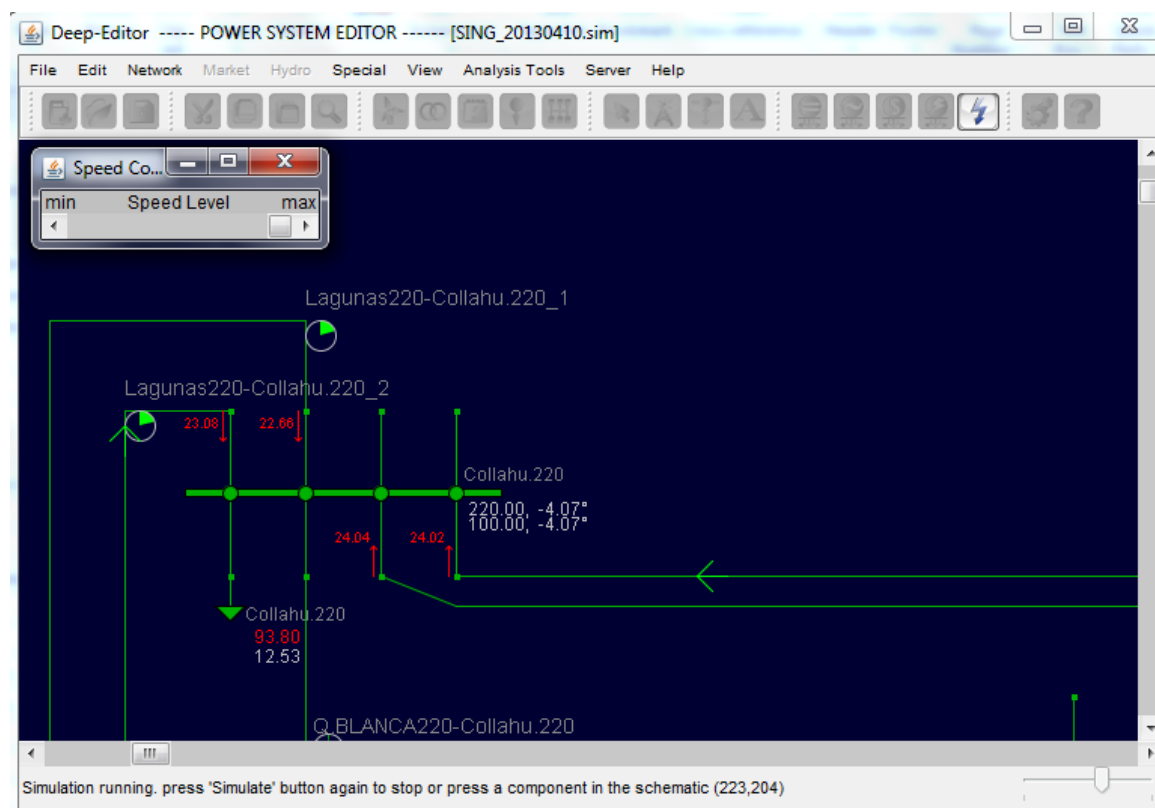 Deep-Editor ----- POWER SYSTEM EDITOR ------ [SING_20130410.sim]
File Edit Network Market Hydro Special View Analysis Tools Server Help
Speed Co...
min Speed Level max
Lagunas220-Collahu.220_1
Lagunas220-Collahu.220_2
23.08 22.66
Collahu.220
220.00, -4.07°
100.00, -4.07°
24.04 24.02
Collahu.220
93.80
12.53
Q.BLANCA220-Collahu.220
Simulation running. press 'Simulate' button again to stop or press a component in the schematic (223,204)